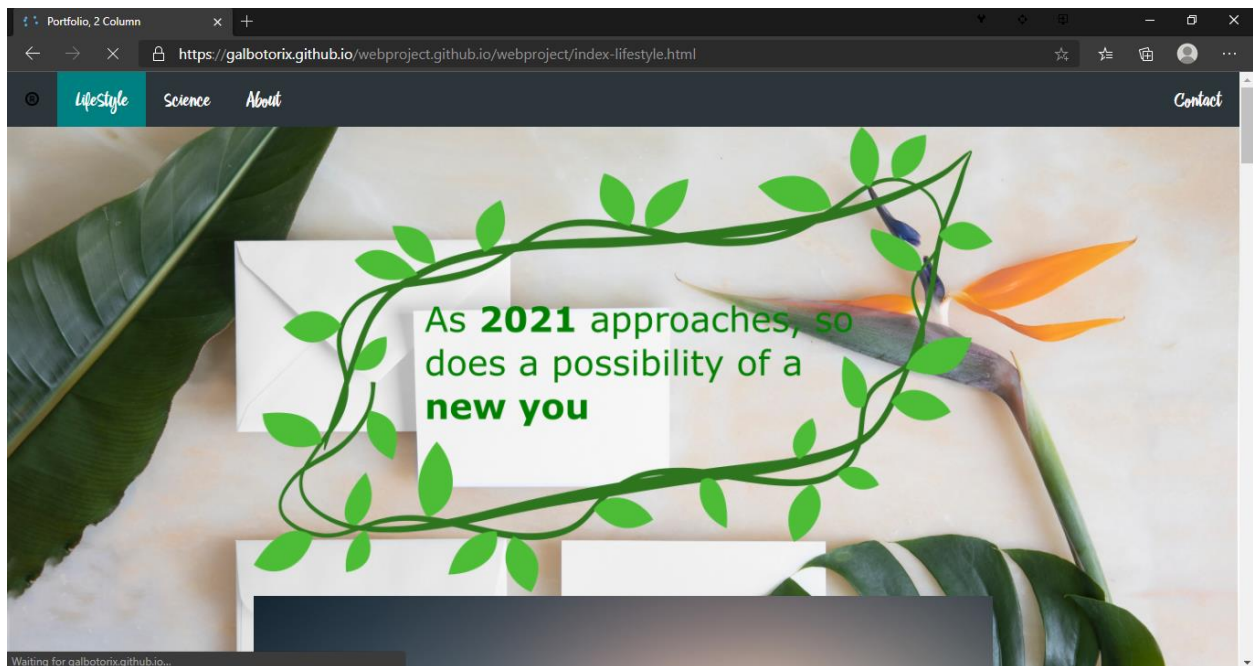 Portfolio, 2 Column
https://galbotorix.github.io/webproject.github.io/webproject/index-lifestyle.html
LifeStyle Science About Contact
As 2021 approaches, so
does a possibility of a
new you
Waiting for galbotorix.github.io...